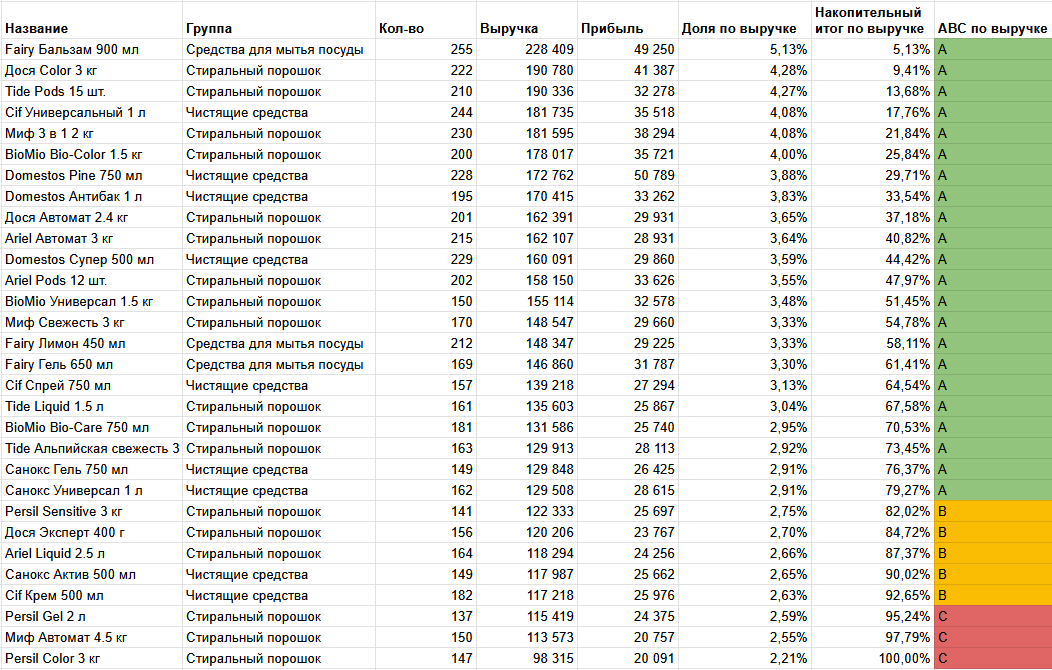 Название Группа Кол-во Выручка Прибыль Доля по выручке Накопительный итог по выручке ABC по выручке
Fairy Бальзам 900 мл Средства для мытья посуды 255 228 409 49 250 5,13% 5,13% A
Дося Color 3 кг Стиральный порошок 222 190 780 41 387 4,28% 9,41% A
Tide Pods 15 шт. Стиральный порошок 210 190 336 32 278 4,27% 13,68% A
Cif Универсальный 1 л Чистящие средства 244 181 735 35 518 4,08% 17,76% A
Миф 3 в 1 2 кг Стиральный порошок 230 181 595 38 294 4,08% 21,84% A
BioMio Bio-Color 1.5 кг Стиральный порошок 200 178 017 35 721 4,00% 25,84% A
Domestos Pine 750 мл Чистящие средства 228 172 762 50 789 3,88% 29,71% A
Domestos Антибак 1 л Чистящие средства 195 170 415 33 262 3,83% 33,54% A
Дося Автомат 2.4 кг Стиральный порошок 201 162 391 29 931 3,65% 37,18% A
Ariel Автомат 3 кг Стиральный порошок 215 162 107 28 931 3,64% 40,82% A
Domestos Супер 500 мл Чистящие средства 229 160 091 29 860 3,59% 44,42% A
Ariel Pods 12 шт. Стиральный порошок 202 158 150 33 626 3,55% 47,97% A
BioMio Универсал 1.5 кг Стиральный порошок 150 155 114 32 578 3,48% 51,45% A
Миф Свежесть 3 кг Стиральный порошок 170 148 547 29 660 3,33% 54,78% A
Fairy Лимон 450 мл Средства для мытья посуды 212 148 347 29 225 3,33% 58,11% A
Fairy Гель 650 мл Средства для мытья посуды 169 146 860 31 787 3,30% 61,41% A
Cif Спрей 750 мл Чистящие средства 157 139 218 27 294 3,13% 64,54% A
Tide Liquid 1.5 л Стиральный порошок 161 135 603 25 867 3,04% 67,58% A
BioMio Bio-Care 750 мл Стиральный порошок 181 131 586 25 740 2,95% 70,53% A
Tide Альпийская свежесть 3 Стиральный порошок 163 129 913 28 113 2,92% 73,45% A
Санокс Гель 750 мл Чистящие средства 149 129 848 26 425 2,91% 76,37% A
Санокс Универсал 1 л Чистящие средства 162 129 508 28 615 2,91% 79,27% A
Persil Sensitive 3 кг Стиральный порошок 141 122 333 25 697 2,75% 82,02% B
Дося Эксперт 400 г Стиральный порошок 156 120 206 23 767 2,70% 84,72% B
Ariel Liquid 2.5 л Стиральный порошок 164 118 294 24 256 2,66% 87,37% B
Санокс Актив 500 мл Чистящие средства 149 117 987 25 662 2,65% 90,02% B
Cif Крем 500 мл Чистящие средства 182 117 218 25 976 2,63% 92,65% B
Persil Gel 2 л Стиральный порошок 137 115 419 24 375 2,59% 95,24% C
Миф Автомат 4.5 кг Стиральный порошок 150 113 573 20 757 2,55% 97,79% C
Persil Color 3 кг Стиральный порошок 147 98 315 20 091 2,21% 100,00% C